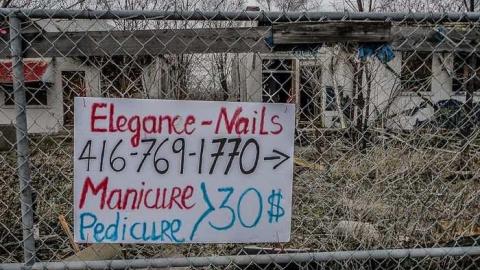 Elegance-Nails
416-769-1770→
Manicure
Pedicure > 30$